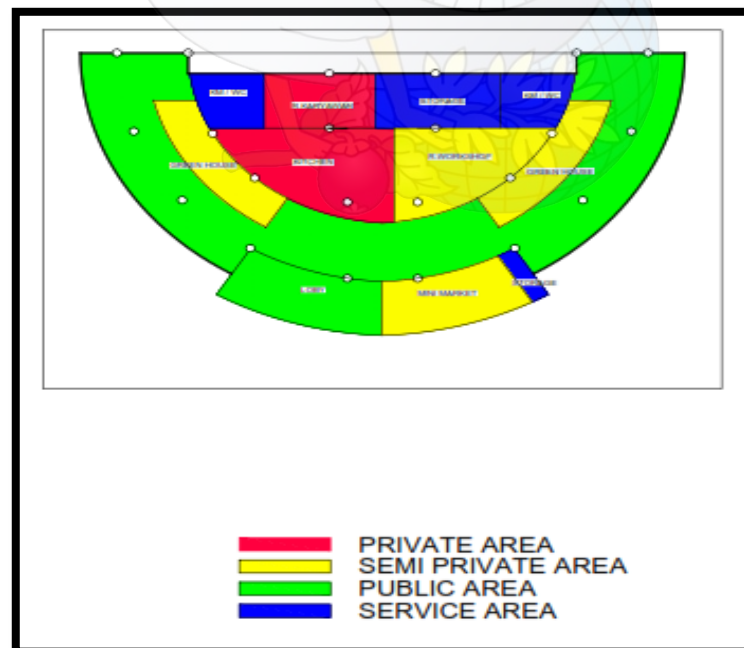 KM / WC
R.KARYAWAN
STORAGE
KM / WC
GREEN HOUSE
KITCHEN
R.WORKSHOP
GREEN HOUSE
LOBY
MINI MARKET
STORAGE
PRIVATE AREA
SEMI PRIVATE AREA
PUBLIC AREA
SERVICE AREA